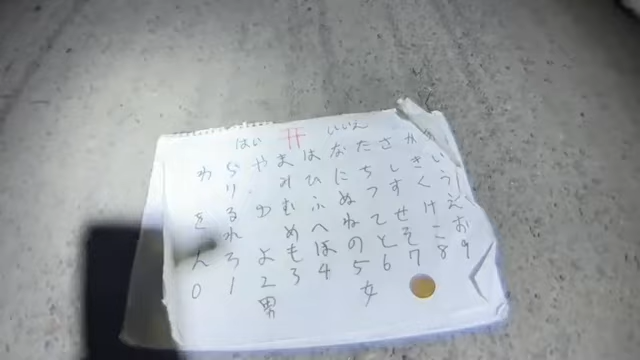 はい いいえ
いうえお9
かきくけこ8
さしすせそ7
たちつてと6
なにぬねの5女
はひふへほ4
まみむめも3
やゆよ2男
らりるれろ1
わをん0